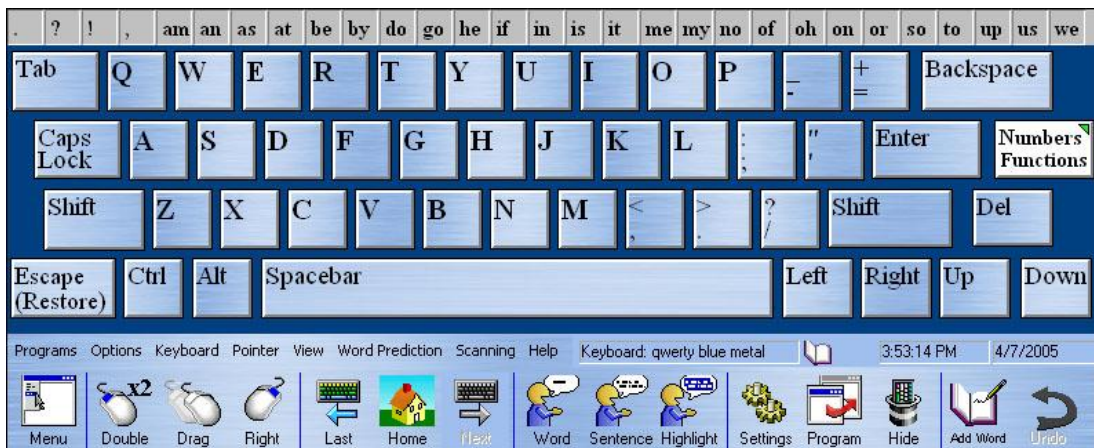 . ? ! , am an as at be by do go he if in is it me my no of oh on or so to up us we
Tab Q W E R T Y U I O P _ - + = Backspace
Caps Lock A S D F G H J K L : ; " ' Enter Numbers Functions
Shift Z X C V B N M < , > . ? / Shift Del
Escape (Restore) Ctrl Alt Spacebar Left Right Up Down
Programs Options Keyboard Pointer View Word Prediction Scanning Help Keyboard: qwerty blue metal 3:53:14 PM 4/7/2005
x2
Menu Double Drag Right Last Home Next Word Sentence Highlight Settings Program Hide Add Word Undo